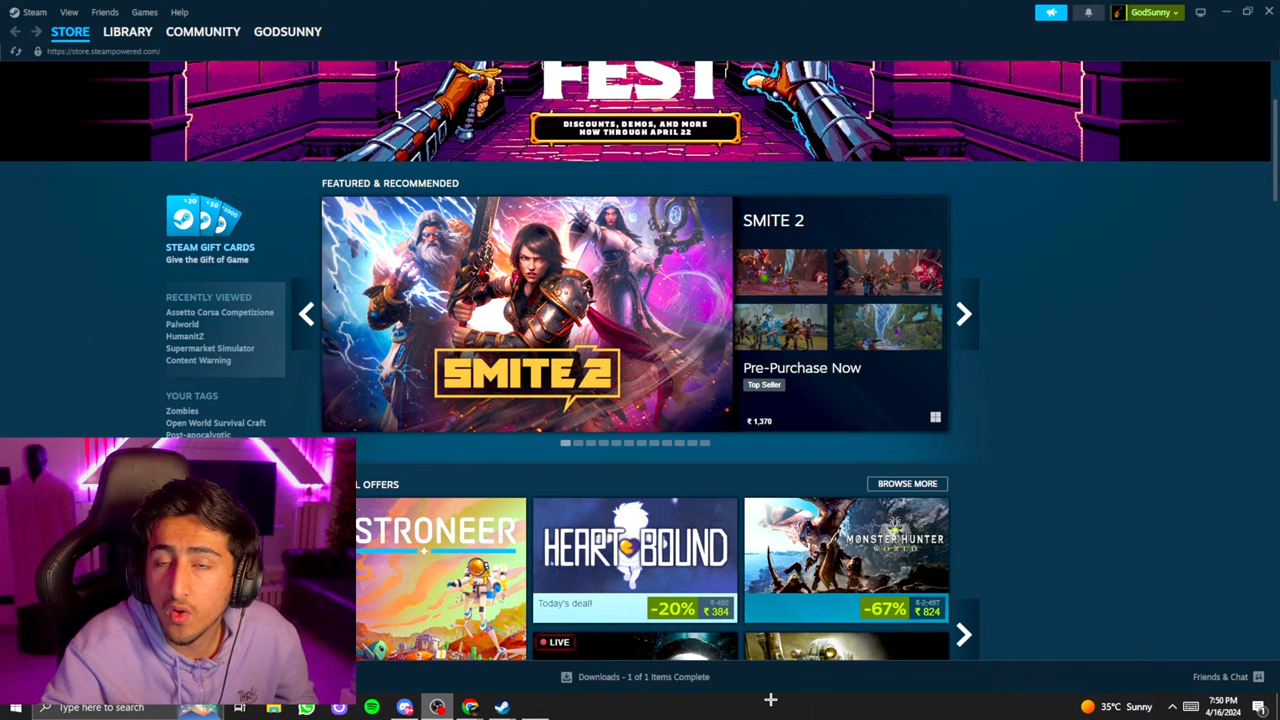 Steam View Friends Games Help
GodSunny
STORE LIBRARY COMMUNITY GODSUNNY
https://store.steampowered.com/
FEST
DISCOUNTS, DEMOS, AND MORE
NOW THROUGH APRIL 22
STEAM GIFT CARDS
Give the Gift of Game
RECENTLY VIEWED
Assetto Corsa Competizione
Palworld
HumanitZ
Supermarket Simulator
Content Warning
YOUR TAGS
Zombies
Open World Survival Craft
Post-apocalyptic
FEATURED & RECOMMENDED
SMITE 2
SMITE 2
Pre-Purchase Now
Top Seller
₹ 1,370
L OFFERS
BROWSE MORE
STRONEER
HEARTBOUND
Today's deal!
-20%
₹ 480
₹ 384
MONSTER HUNTER
WORLD
-67%
₹ 2,497
₹ 824
LIVE
Downloads - 1 of 1 Items Complete
Friends & Chat
Type here to search
35°C Sunny
7:50 PM
4/16/2024